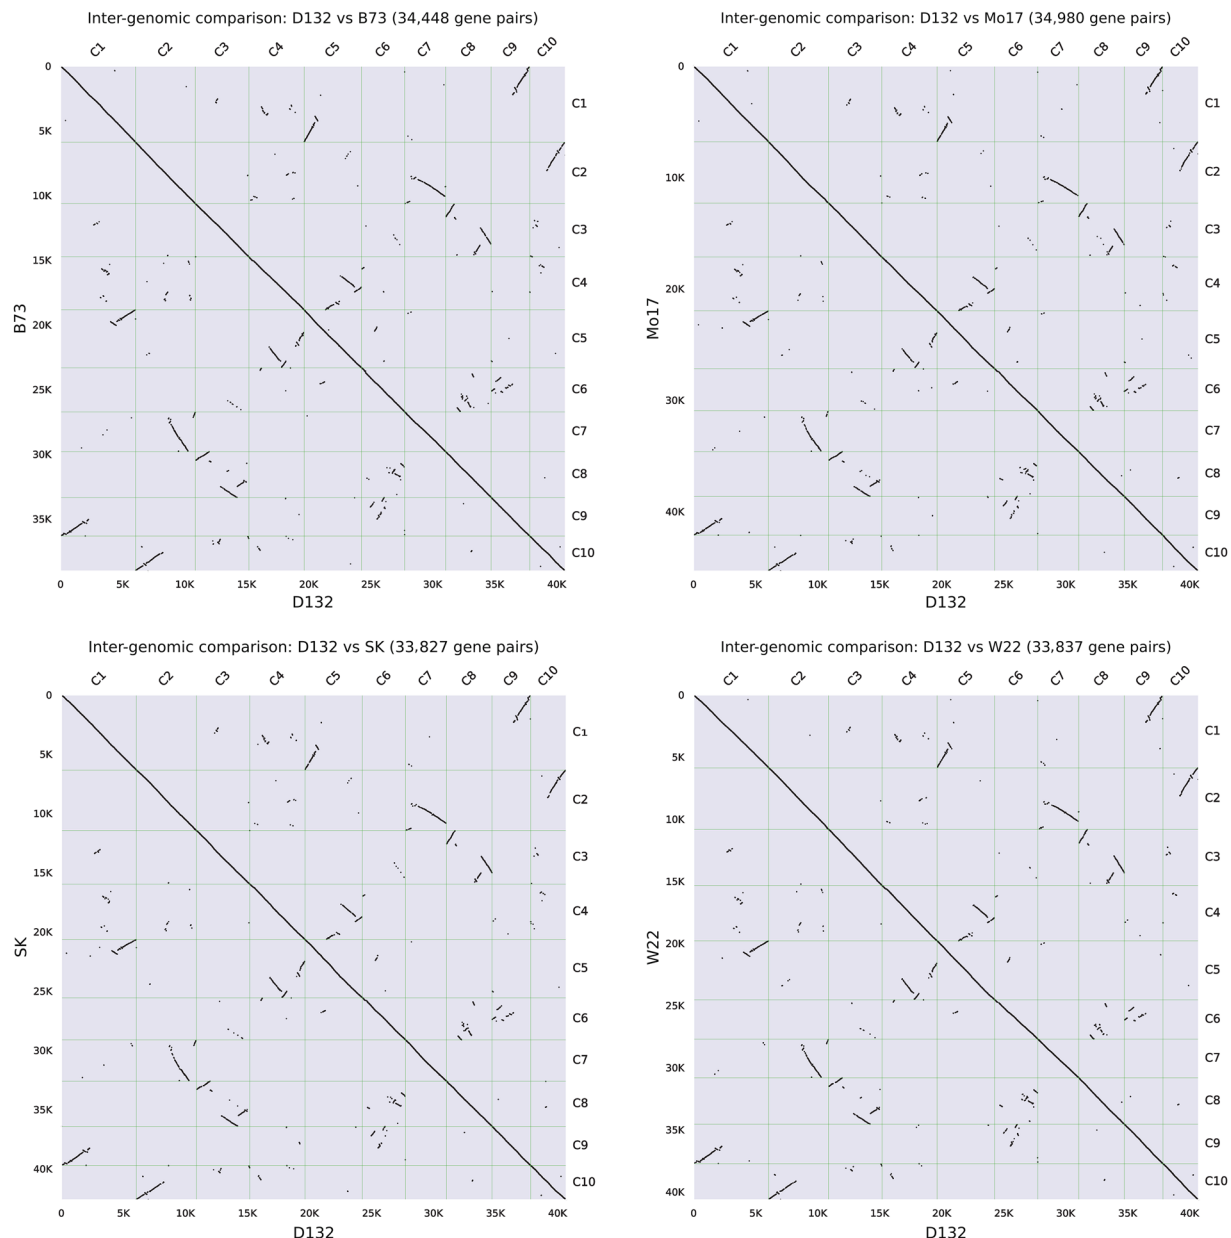 Inter-genomic comparison: D132 vs B73 (34,448 gene pairs)
C1 C2 C3 C4 C5 C6 C7 C8 C9 C10
0
5K
10K
15K
20K
25K
30K
35K
B73
C1
C2
C3
C4
C5
C6
C7
C8
C9
C10
0 5K 10K 15K 20K 25K 30K 35K 40K
D132
Inter-genomic comparison: D132 vs Mo17 (34,980 gene pairs)
C1 C2 C3 C4 C5 C6 C7 C8 C9 C10
0
10K
20K
30K
40K
Mo17
C1
C2
C3
C4
C5
C6
C7
C8
C9
C10
0 5K 10K 15K 20K 25K 30K 35K 40K
D132
Inter-genomic comparison: D132 vs SK (33,827 gene pairs)
C1 C2 C3 C4 C5 C6 C7 C8 C9 C10
0
5K
10K
15K
20K
25K
30K
35K
40K
SK
C1
C2
C3
C4
C5
C6
C7
C8
C9
C10
0 5K 10K 15K 20K 25K 30K 35K 40K
D132
Inter-genomic comparison: D132 vs W22 (33,837 gene pairs)
C1 C2 C3 C4 C5 C6 C7 C8 C9 C10
0
5K
10K
15K
20K
25K
30K
35K
40K
W22
C1
C2
C3
C4
C5
C6
C7
C8
C9
C10
0 5K 10K 15K 20K 25K 30K 35K 40K
D132